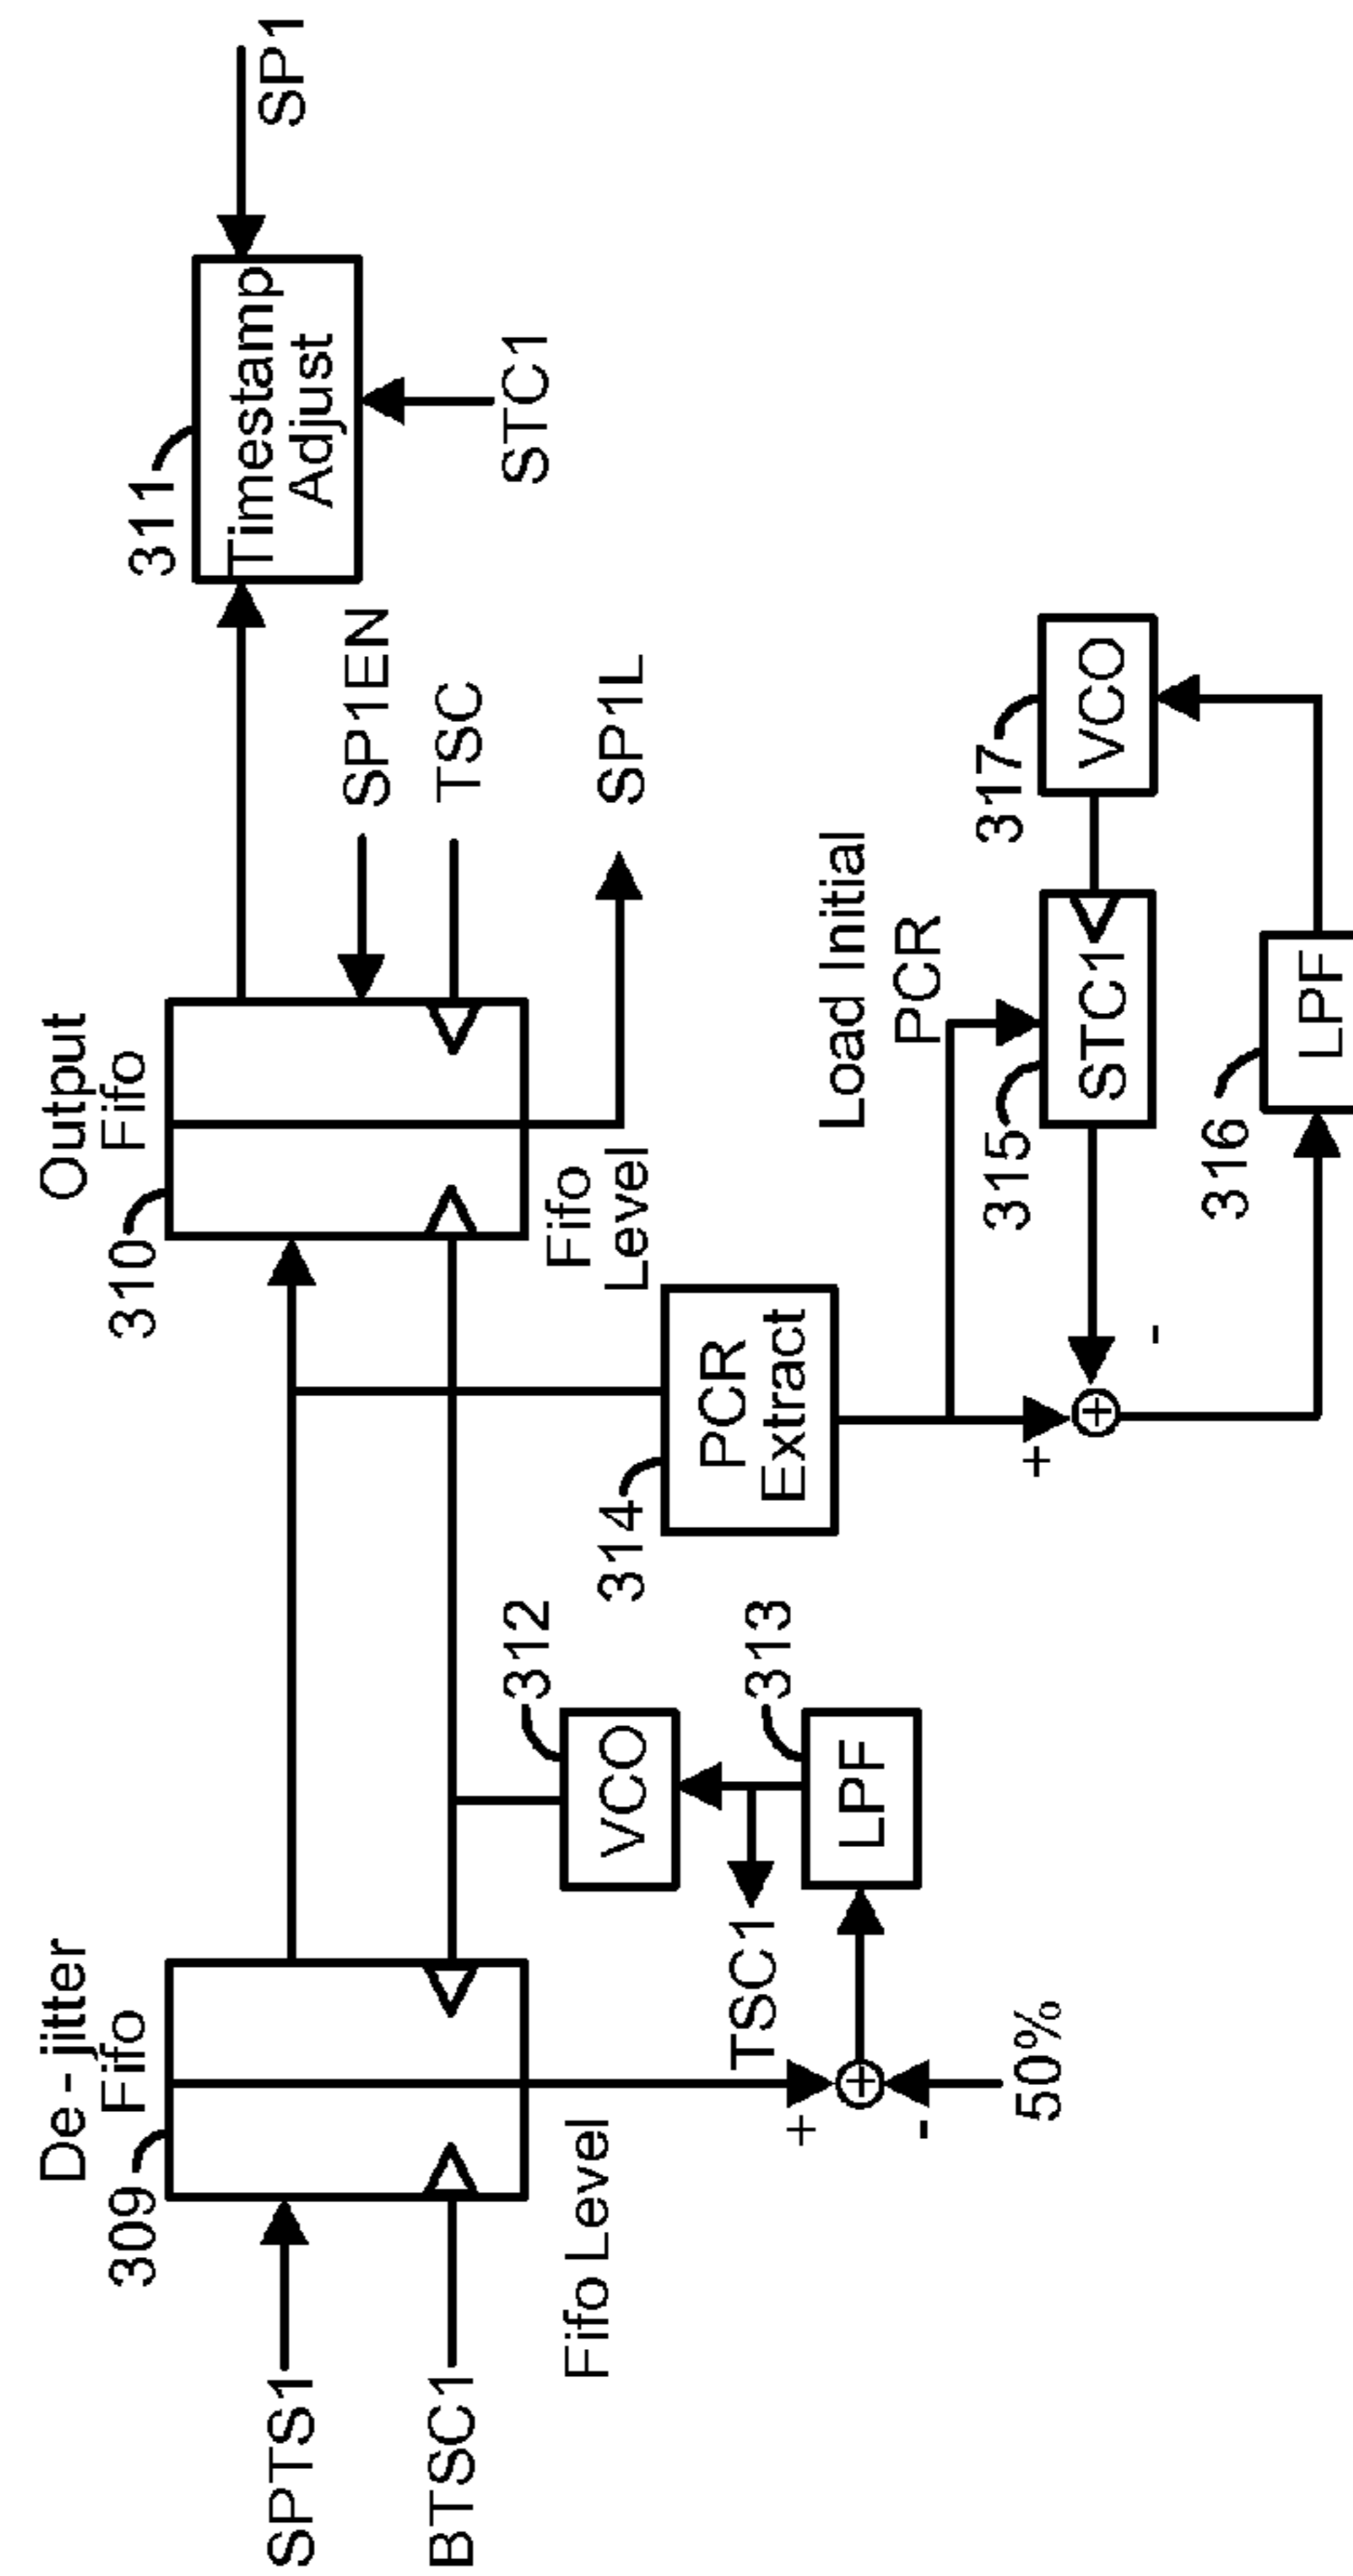 De-jitter
Fifo
309
SPTS1
BTSC1
Fifo Level
+
-
50%
TSC1
VCO
312
LPF
313
Output
Fifo
310
Fifo
Level
SP1EN
TSC
SP1L
311
Timestamp
Adjust
STC1
SP1
314
PCR
Extract
Load Initial
PCR
+
-
315
STC1
317
VCO
316
LPF